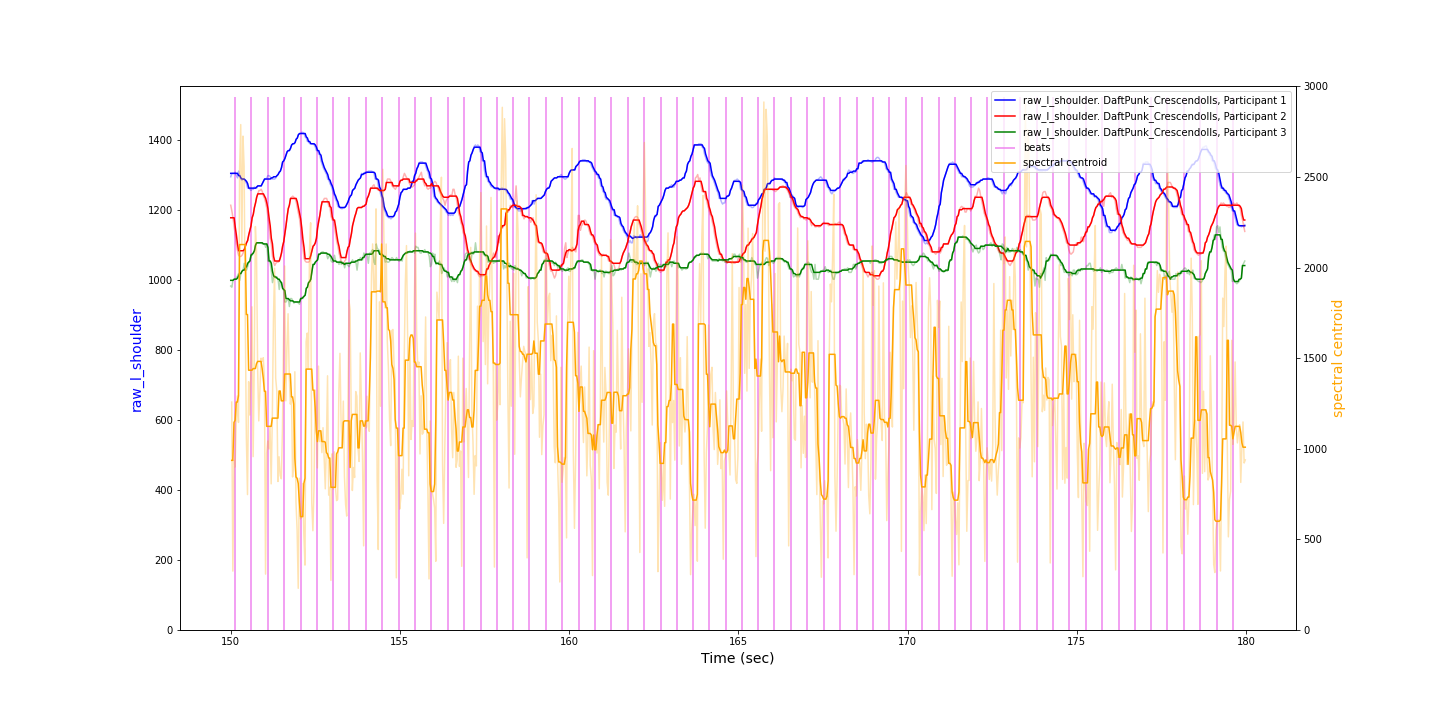 raw_l_shoulder. DaftPunk_Crescendolls, Participant 1
raw_l_shoulder. DaftPunk_Crescendolls, Participant 2
raw_l_shoulder. DaftPunk_Crescendolls, Participant 3
beats
spectral centroid
1400
1200
1000
800
600
400
200
0
raw_l_shoulder
3000
2500
2000
1500
1000
500
0
spectral centroid
150
155
160
165
170
175
180
Time (sec)